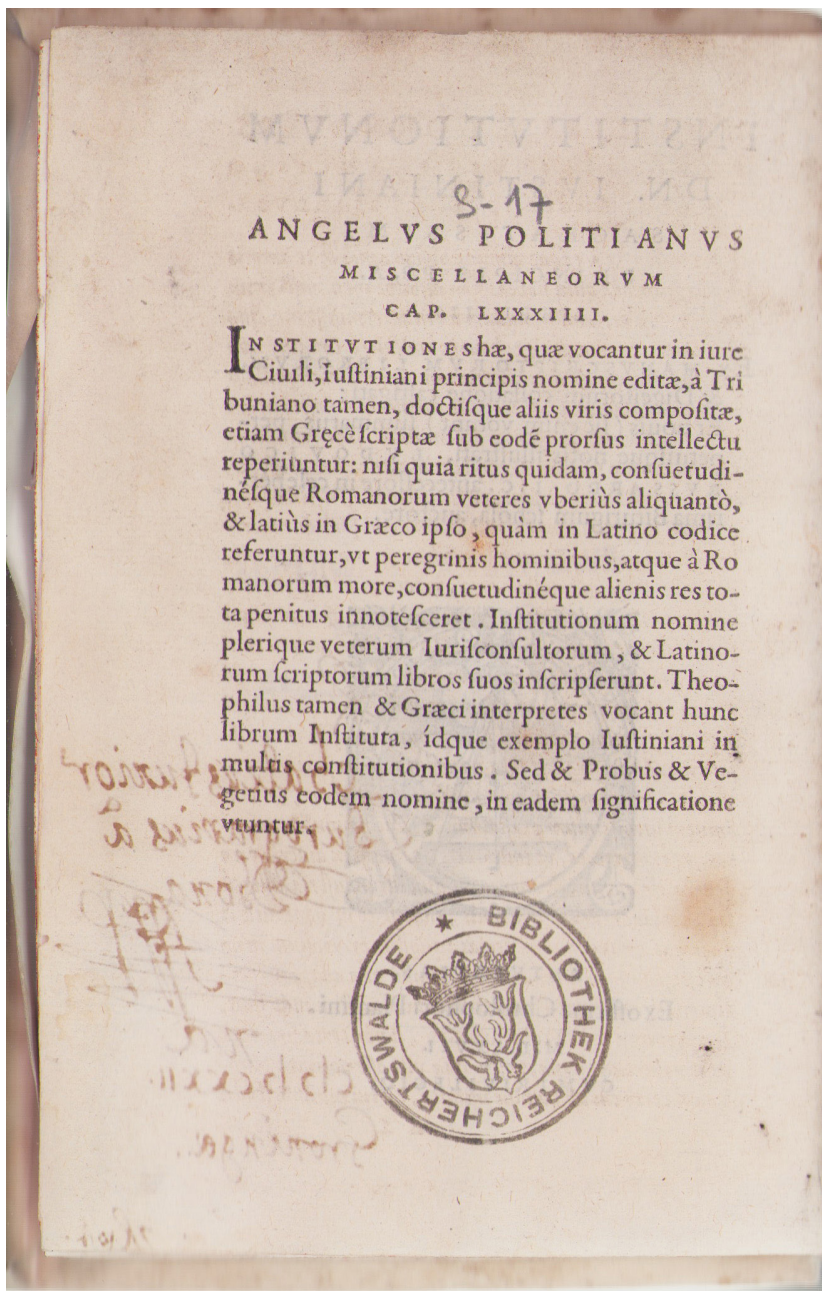 S-17
ANGELVS POLITIANVS
MISCELLANEORVM
CAP. LXXXIIII.
INSTITVTIONES hæ, quæ vocantur in iure
Ciuili, Iuſtiniani principis nomine editæ, à Tri
buniano tamen, doctiſque aliis viris compoſitæ,
etiam Gręcè ſcriptæ ſub eodē prorſus intellectu
reperiuntur: niſi quia ritus quidam, conſuetudi-
néſque Romanorum veteres vberiùs aliquantò,
& latiùs in Græco ipſo, quàm in Latino codice
referuntur, vt peregrinis hominibus, atque à Ro
manorum more, conſuetudinéque alienis res to-
ta penitus innoteſceret. Inſtitutionum nomine
plerique veterum Iuriſconſultorum, & Latino-
rum ſcriptorum libros ſuos inſcripſerunt. Theo-
philus tamen & Græci interpretes vocant hunc
librum Inſtituta, ídque exemplo Iuſtiniani in
multis conſtitutionibus. Sed & Probus & Ve-
getius eodem nomine, in eadem ſignificatione
vtuntur.
★ BIBLIOTHEK REICHERTSWALDE